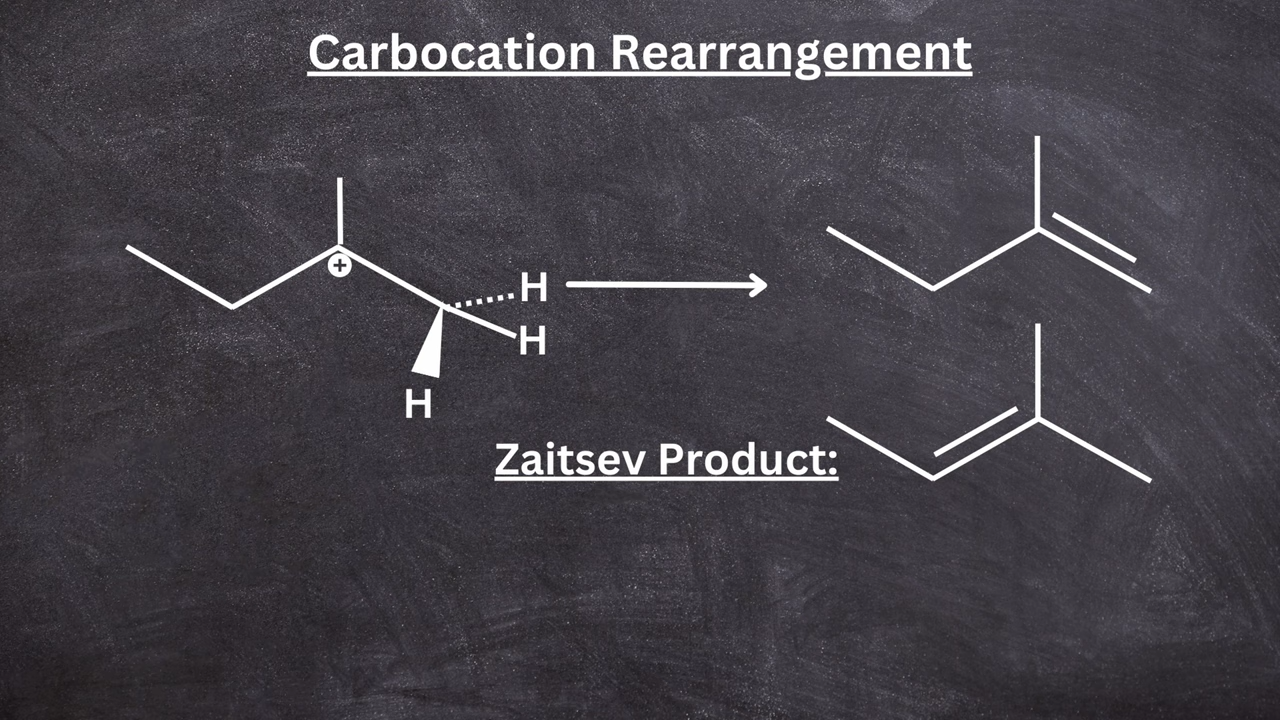 Carbocation Rearrangement
+
H
H
H
Zaitsev Product: